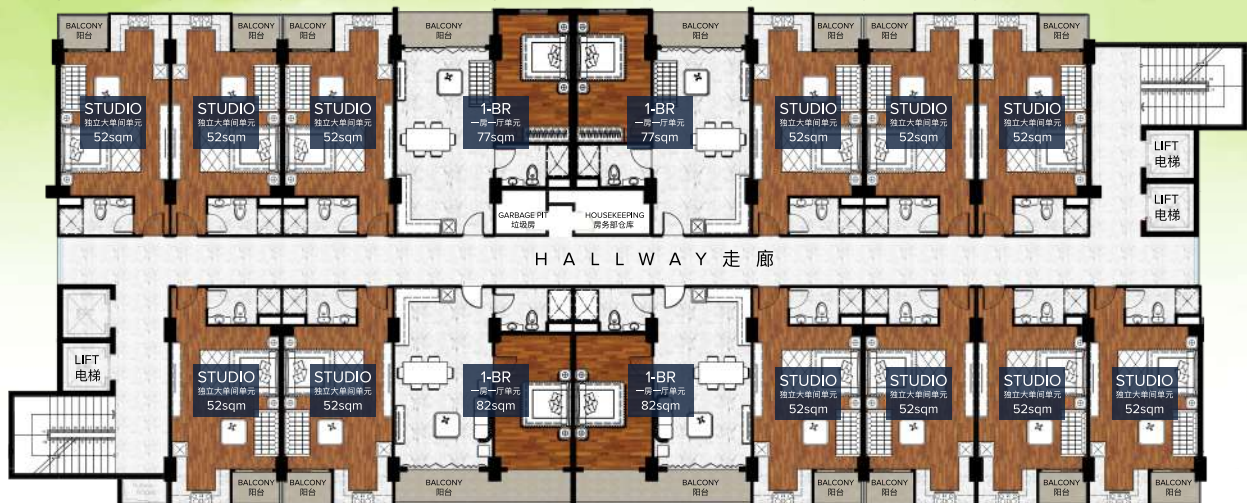 BALCONY
阳台
BALCONY
阳台
BALCONY
阳台
BALCONY
阳台
BALCONY
阳台
BALCONY
阳台
BALCONY
阳台
BALCONY
阳台
STUDIO
独立大单间单元
52sqm
STUDIO
独立大单间单元
52sqm
STUDIO
独立大单间单元
52sqm
1-BR
一房一厅单元
77sqm
1-BR
一房一厅单元
77sqm
STUDIO
独立大单间单元
52sqm
STUDIO
独立大单间单元
52sqm
STUDIO
独立大单间单元
52sqm
LIFT
电梯
LIFT
电梯
GARBAGE PIT
垃圾房
HOUSEKEEPING
房务部仓库
HALLWAY 走廊
LIFT
电梯
STUDIO
独立大单间单元
52sqm
STUDIO
独立大单间单元
52sqm
1-BR
一房一厅单元
82sqm
1-BR
一房一厅单元
82sqm
STUDIO
独立大单间单元
52sqm
STUDIO
独立大单间单元
52sqm
STUDIO
独立大单间单元
52sqm
STUDIO
独立大单间单元
52sqm
BALCONY
阳台
BALCONY
阳台
BALCONY
阳台
BALCONY
阳台
BALCONY
阳台
BALCONY
阳台
BALCONY
阳台
BALCONY
阳台